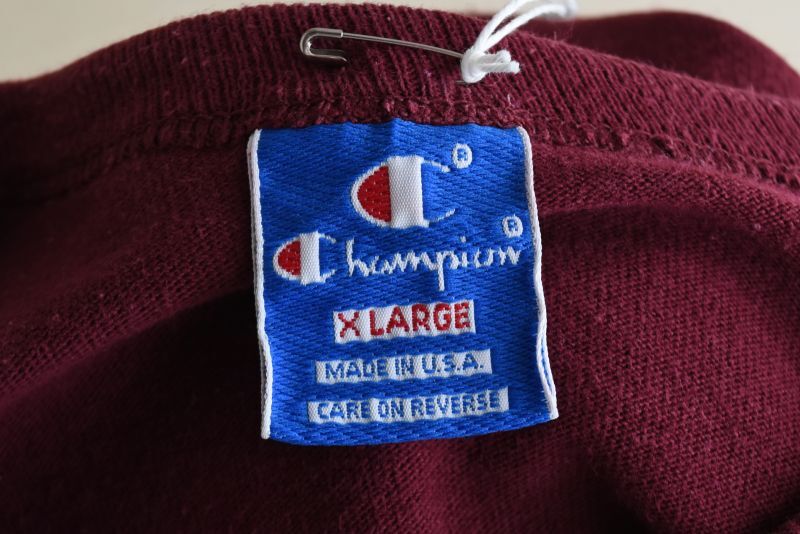 C®
Champion®
X LARGE
MADE IN U.S.A.
CARE ON REVERSE